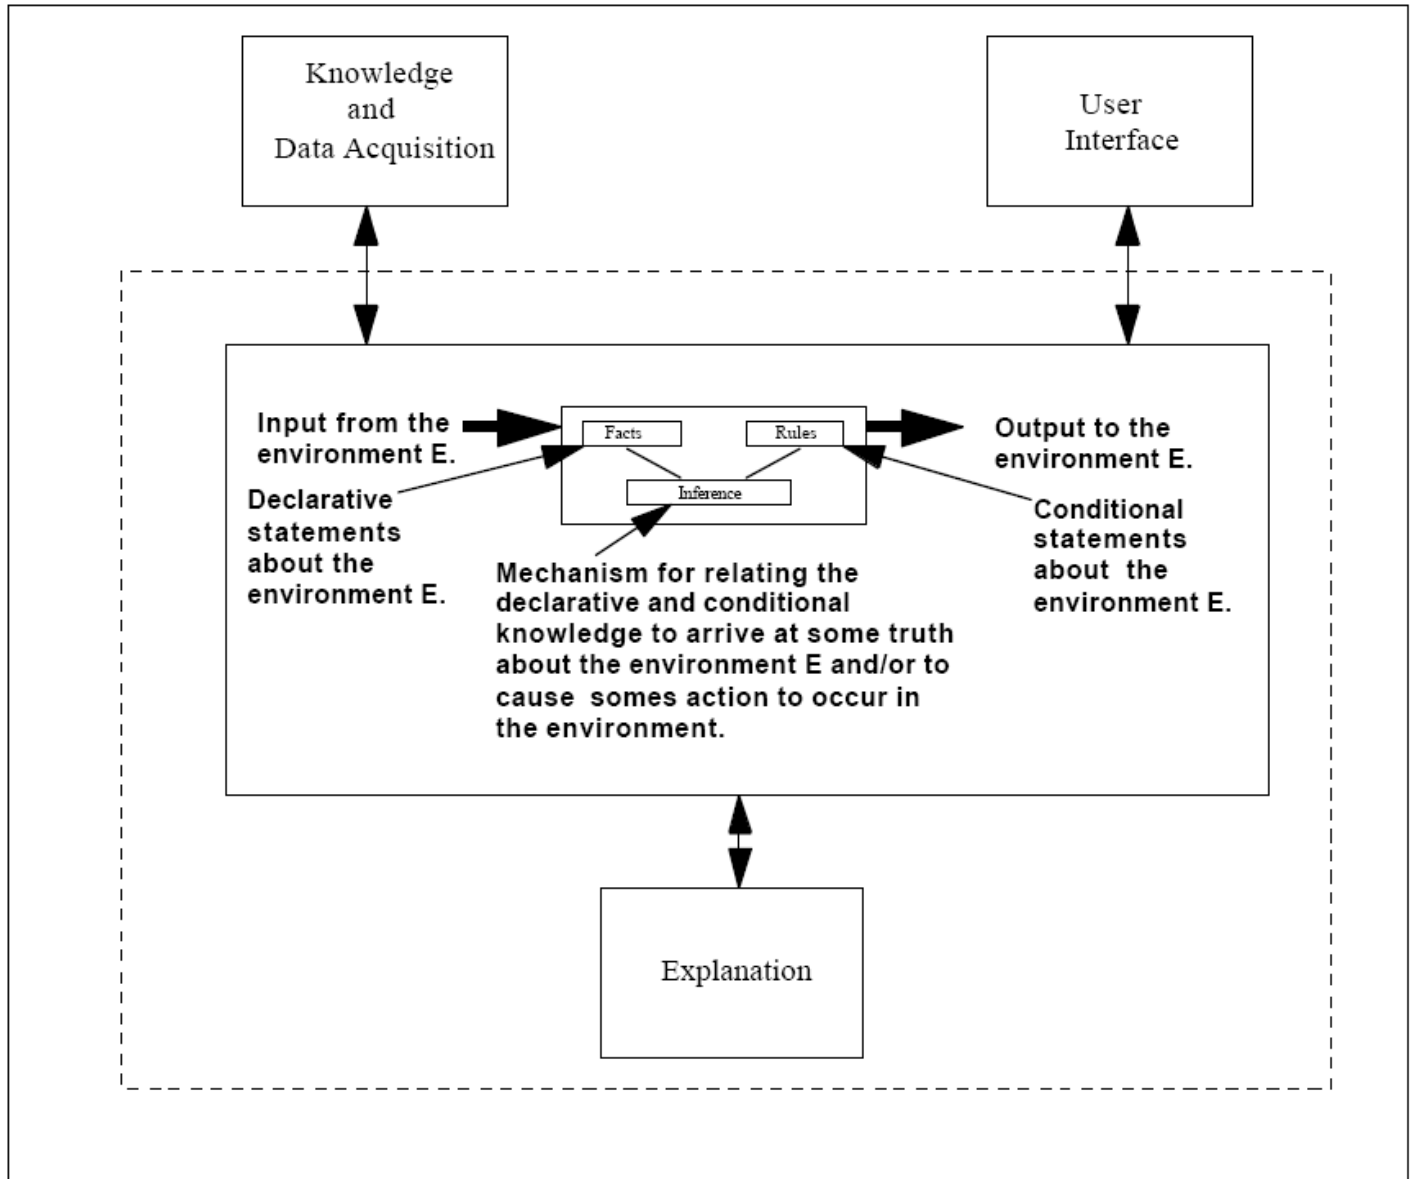 Knowledge
and
Data Acquisition
User
Interface
Input from the
environment E.
Facts
Rules
Inference
Output to the
environment E.
Declarative
statements
about the
environment E.
Conditional
statements
about the
environment E.
Mechanism for relating the
declarative and conditional
knowledge to arrive at some truth
about the environment E and/or to
cause somes action to occur in
the environment.
Explanation